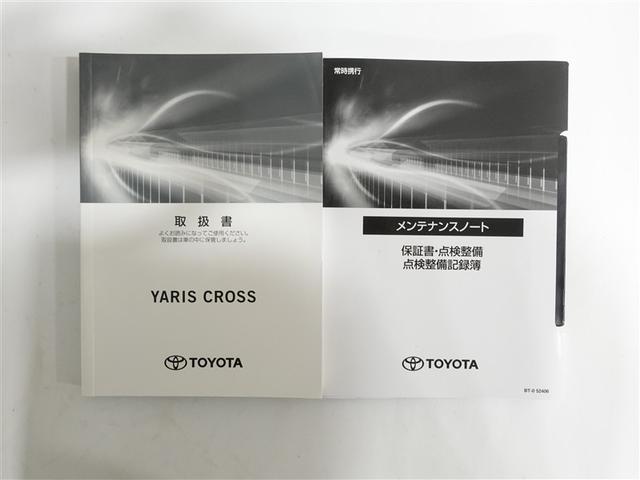 取扱書
よくお読みになってご使用ください。
取扱書は車の中に保管しましょう。
YARIS CROSS
TOYOTA
常時携行
メンテナンスノート
保証書・点検整備
点検整備記録簿
TOYOTA
BT-0 52406